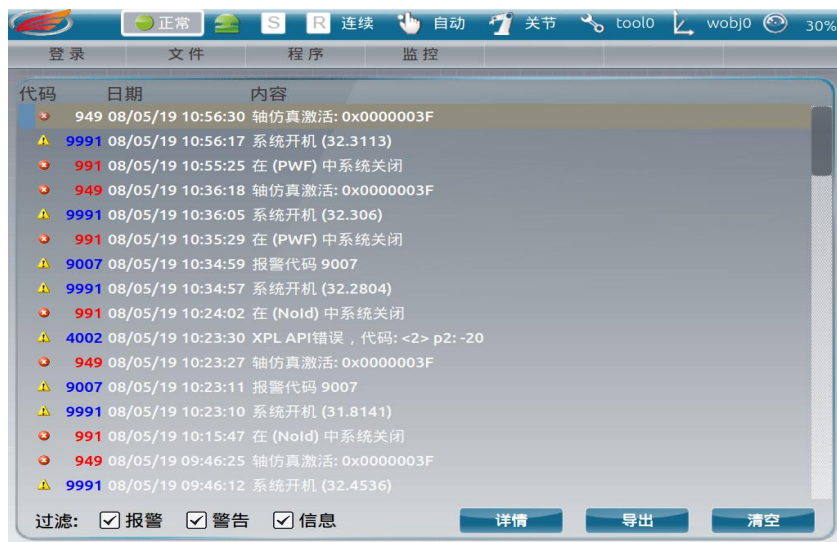 正常 S R 连续 自动 关节 tool0 wobj0 30%
登录 文件 程序 监控
代码 日期 内容
949 08/05/19 10:56:30 轴仿真激活: 0x0000003F
9991 08/05/19 10:56:17 系统开机 (32.3113)
991 08/05/19 10:55:25 在 (PWF) 中系统关闭
949 08/05/19 10:36:18 轴仿真激活: 0x0000003F
9991 08/05/19 10:36:05 系统开机 (32.306)
991 08/05/19 10:35:29 在 (PWF) 中系统关闭
9007 08/05/19 10:34:59 报警代码 9007
9991 08/05/19 10:34:57 系统开机 (32.2804)
991 08/05/19 10:24:02 在 (Nold) 中系统关闭
4002 08/05/19 10:23:30 XPL API错误，代码: <2> p2: -20
949 08/05/19 10:23:27 轴仿真激活: 0x0000003F
9007 08/05/19 10:23:11 报警代码 9007
9991 08/05/19 10:23:10 系统开机 (31.8141)
991 08/05/19 10:15:47 在 (Nold) 中系统关闭
949 08/05/19 09:46:25 轴仿真激活: 0x0000003F
9991 08/05/19 09:46:12 系统开机 (32.4536)
过滤: 报警 警告 信息 详情 导出 清空